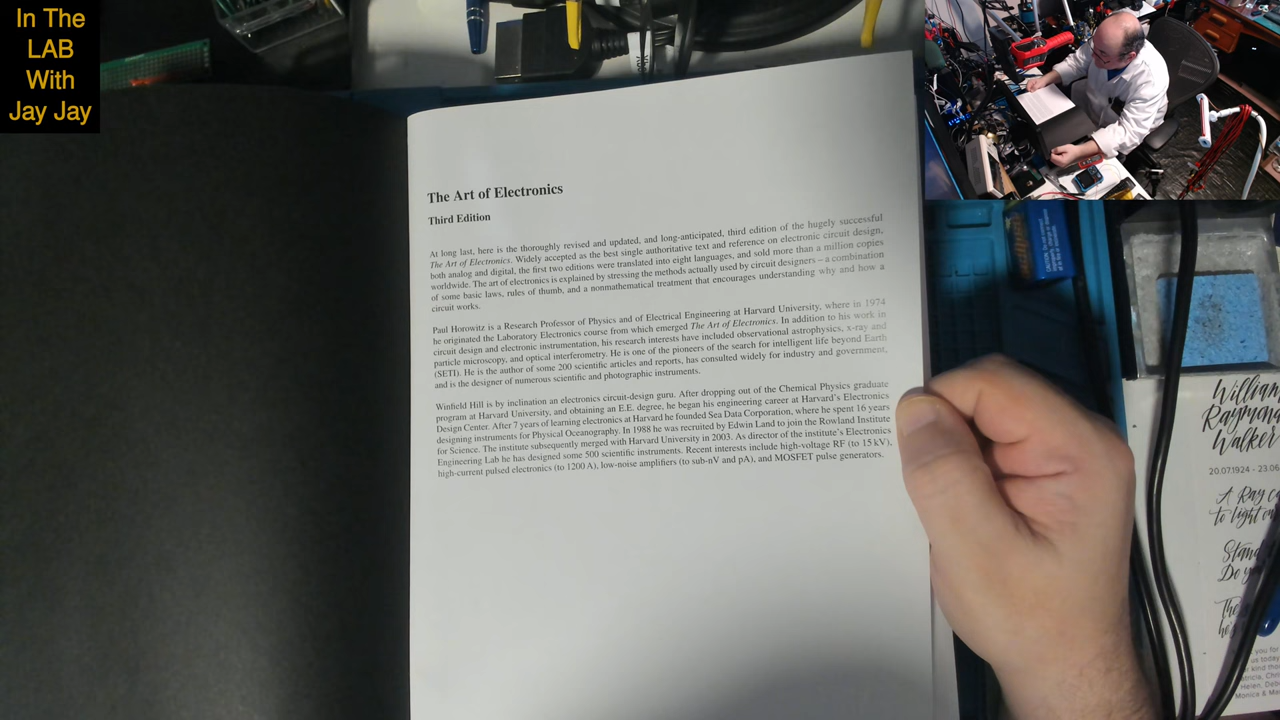 In The
LAB
With
Jay Jay
The Art of Electronics
Third Edition
At long last, here is the thoroughly revised and updated, and long-anticipated, third edition of the hugely successful
The Art of Electronics. Widely accepted as the best single authoritative text and reference on electronic circuit design,
both analog and digital, the first two editions were translated into eight languages, and sold more than a million copies
worldwide. The art of electronics is explained by stressing the methods actually used by circuit designers – a combination
of some basic laws, rules of thumb, and a nonmathematical treatment that encourages understanding why and how a
circuit works.
Paul Horowitz is a Research Professor of Physics and of Electrical Engineering at Harvard University, where in 1974
he originated the Laboratory Electronics course from which emerged The Art of Electronics. In addition to his work in
circuit design and electronic instrumentation, his research interests have included observational astrophysics, x-ray and
particle microscopy, and optical interferometry. He is one of the pioneers of the search for intelligent life beyond Earth
(SETI). He is the author of some 200 scientific articles and reports, has consulted widely for industry and government,
and is the designer of numerous scientific and photographic instruments.
Winfield Hill is by inclination an electronics circuit-design guru. After dropping out of the Chemical Physics graduate
program at Harvard University, and obtaining an E.E. degree, he began his engineering career at Harvard's Electronics
Design Center. After 7 years of learning electronics at Harvard he founded Sea Data Corporation, where he spent 16 years
designing instruments for Physical Oceanography. In 1988 he was recruited by Edwin Land to join the Rowland Institute
for Science. The institute subsequently merged with Harvard University in 2003. As director of the institute's Electronics
Engineering Lab he has designed some 500 scientific instruments. Recent interests include high-voltage RF (to 15 kV),
high-current pulsed electronics (to 1200 A), low-noise amplifiers (to sub-nV and pA), and MOSFET pulse generators.
William
Raymond
Walker
20.07.1924 - 23.06
A Ray
to light
Stand
Do
you for
us today
kind
Helen,
Monica &